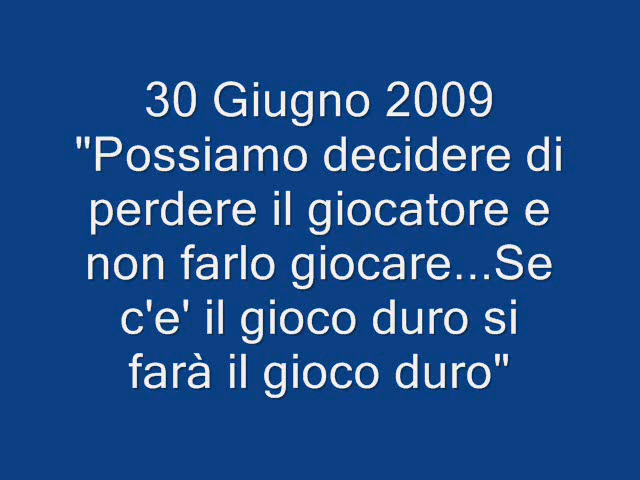 30 Giugno 2009
"Possiamo decidere di
perdere il giocatore e
non farlo giocare...Se
c'e' il gioco duro si
farà il gioco duro"